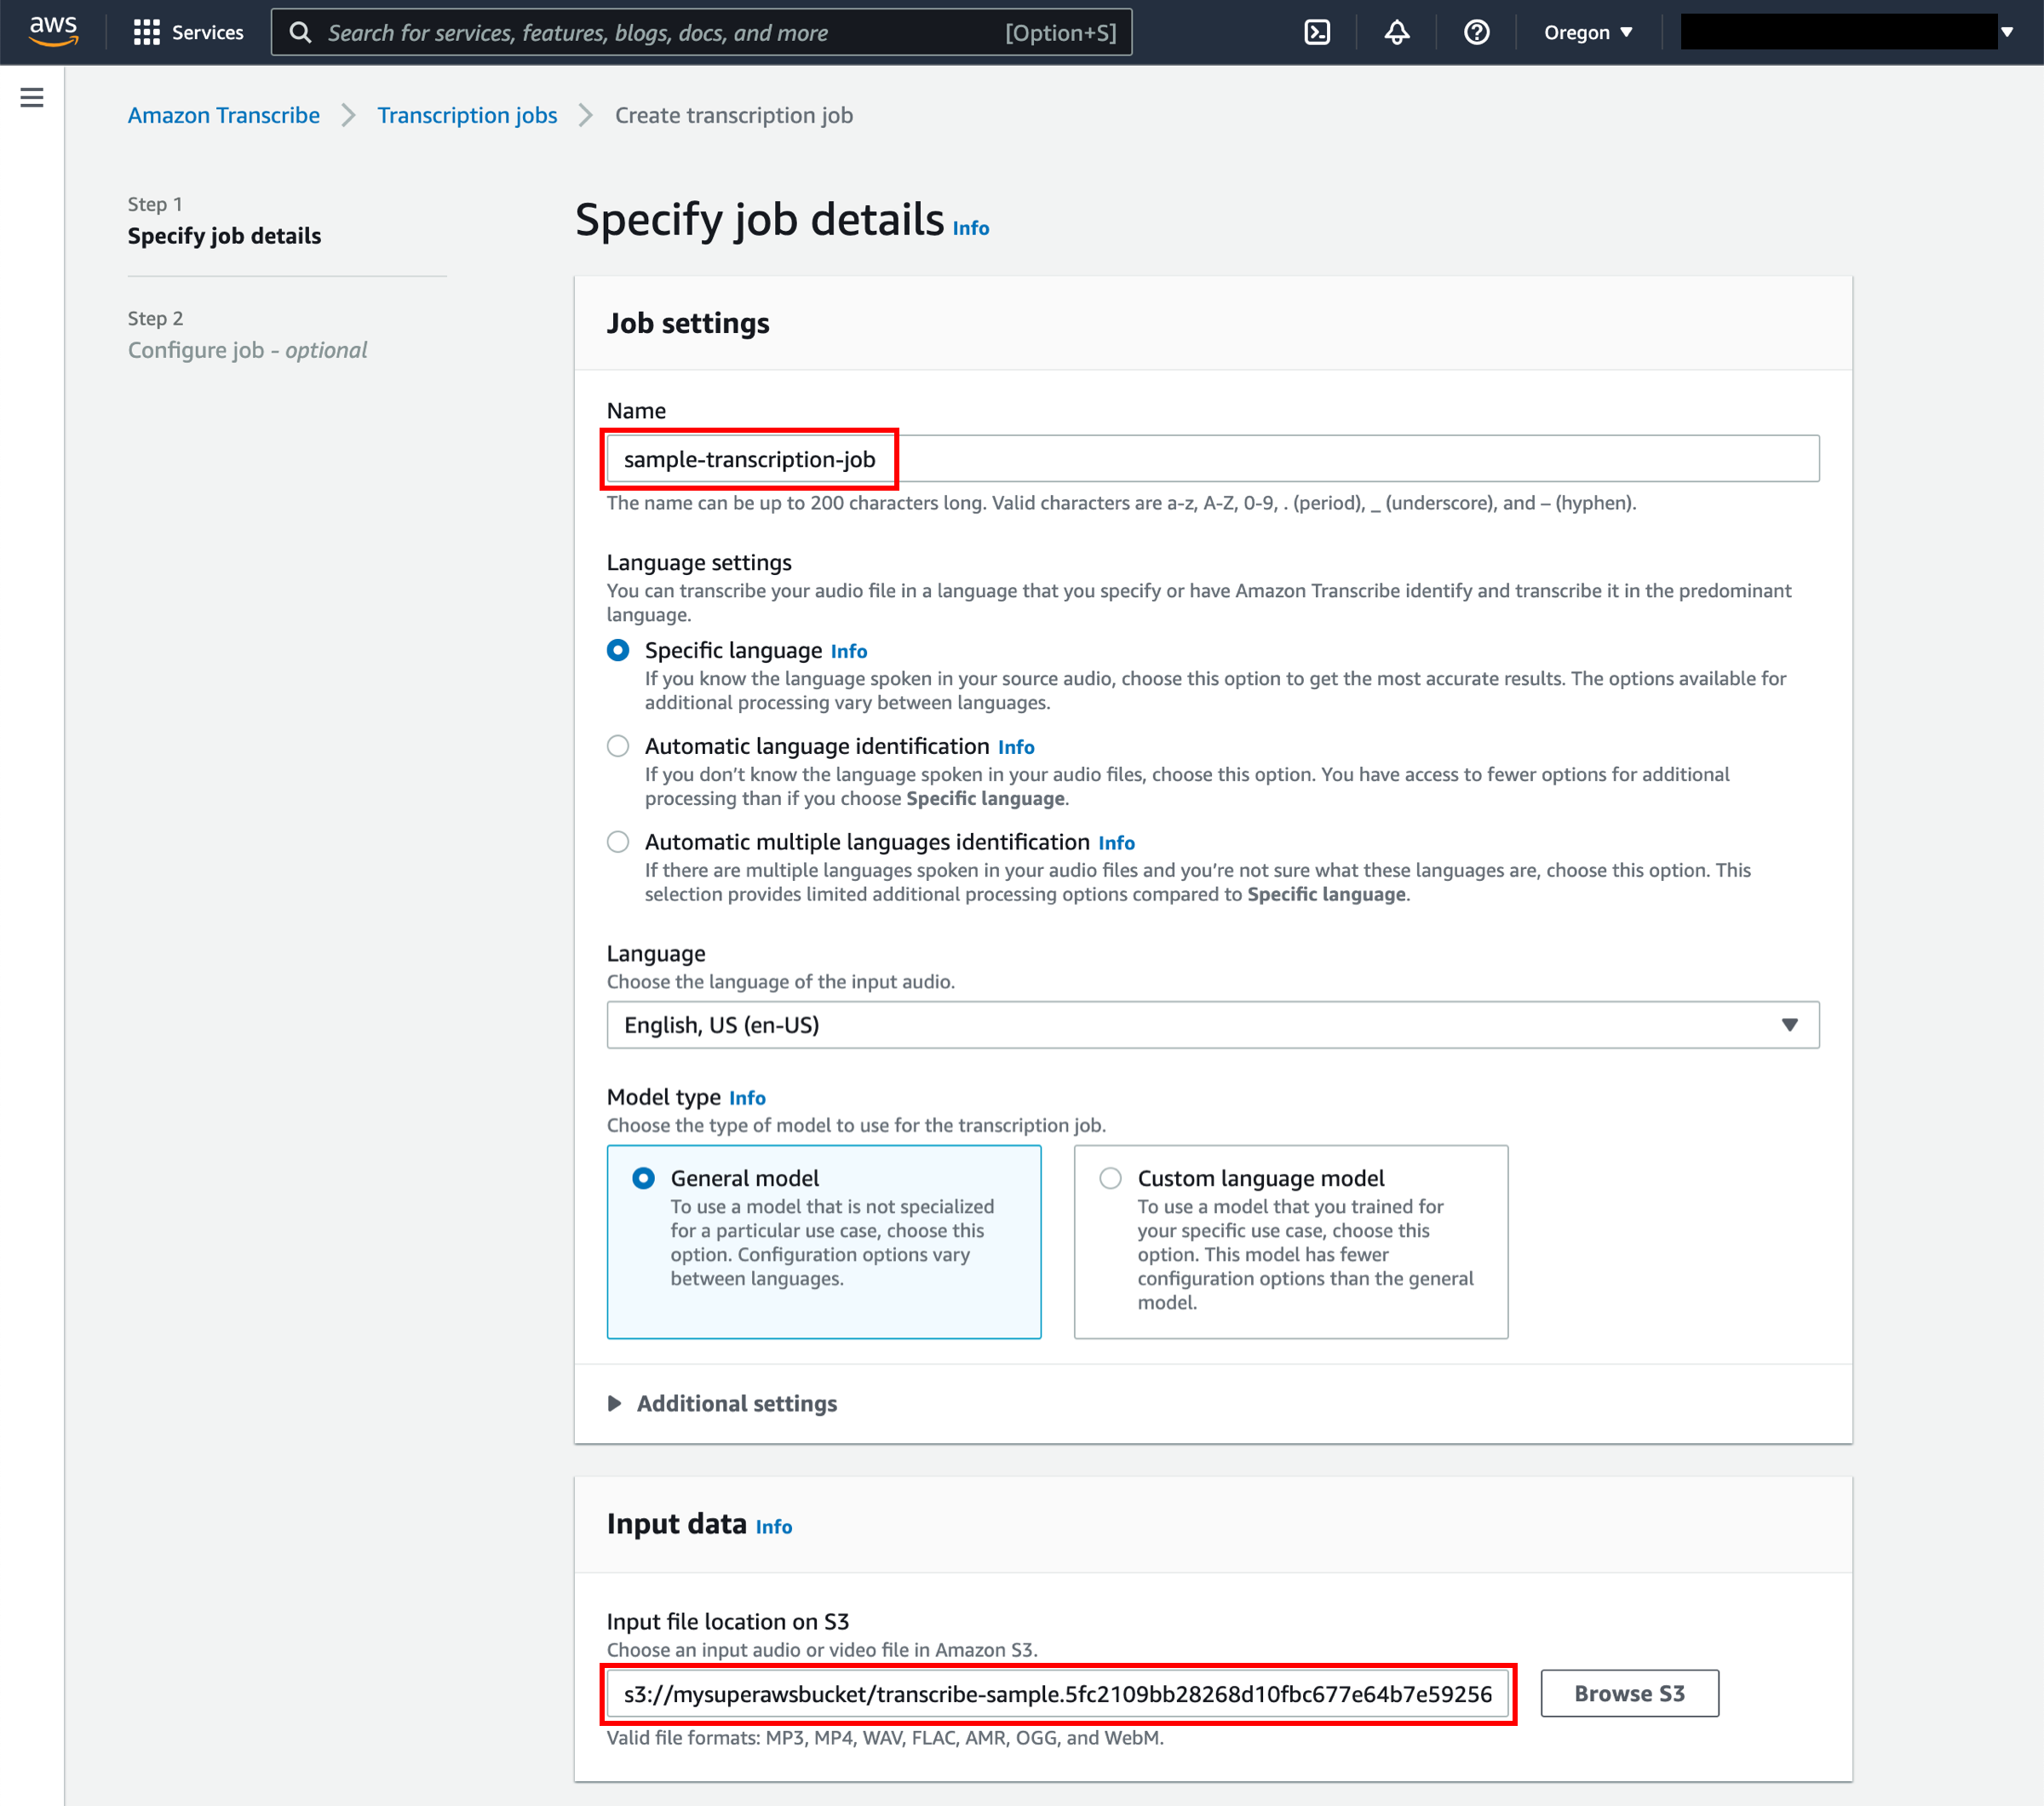 aws Services Search for services, features, blogs, docs, and more [Option+S] Oregon
Amazon Transcribe Transcription jobs Create transcription job
Step 1
Specify job details
Step 2
Configure job - optional
Specify job details Info
Job settings
Name
sample-transcription-job
The name can be up to 200 characters long. Valid characters are a-z, A-Z, 0-9, . (period), _ (underscore), and – (hyphen).
Language settings
You can transcribe your audio file in a language that you specify or have Amazon Transcribe identify and transcribe it in the predominant
language.
Specific language Info
If you know the language spoken in your source audio, choose this option to get the most accurate results. The options available for
additional processing vary between languages.
Automatic language identification Info
If you don’t know the language spoken in your audio files, choose this option. You have access to fewer options for additional
processing than if you choose Specific language.
Automatic multiple languages identification Info
If there are multiple languages spoken in your audio files and you’re not sure what these languages are, choose this option. This
selection provides limited additional processing options compared to Specific language.
Language
Choose the language of the input audio.
English, US (en-US)
Model type Info
Choose the type of model to use for the transcription job.
General model
To use a model that is not specialized
for a particular use case, choose this
option. Configuration options vary
between languages.
Custom language model
To use a model that you trained for
your specific use case, choose this
option. This model has fewer
configuration options than the general
model.
Additional settings
Input data Info
Input file location on S3
Choose an input audio or video file in Amazon S3.
s3://mysuperawsbucket/transcribe-sample.5fc2109bb28268d10fbc677e64b7e59256 Browse S3
Valid file formats: MP3, MP4, WAV, FLAC, AMR, OGG, and WebM.